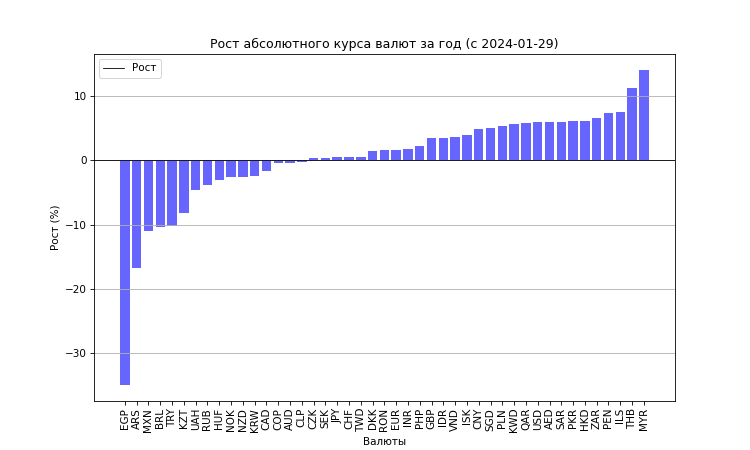 Рост абсолютного курса валют за год (с 2024-01-29)
Рост
Рост (%)
10
0
−10
−20
−30
EGP
ARS
MXN
BRL
TRY
KZT
UAH
RUB
HUF
NOK
NZD
KRW
CAD
COP
AUD
CLP
CZK
SEK
JPY
CHF
TWD
DKK
RON
EUR
INR
PHP
GBP
IDR
VND
ISK
CNY
SGD
PLN
KWD
QAR
USD
AED
SAR
PKR
HKD
ZAR
PEN
ILS
THB
MYR
Валюты